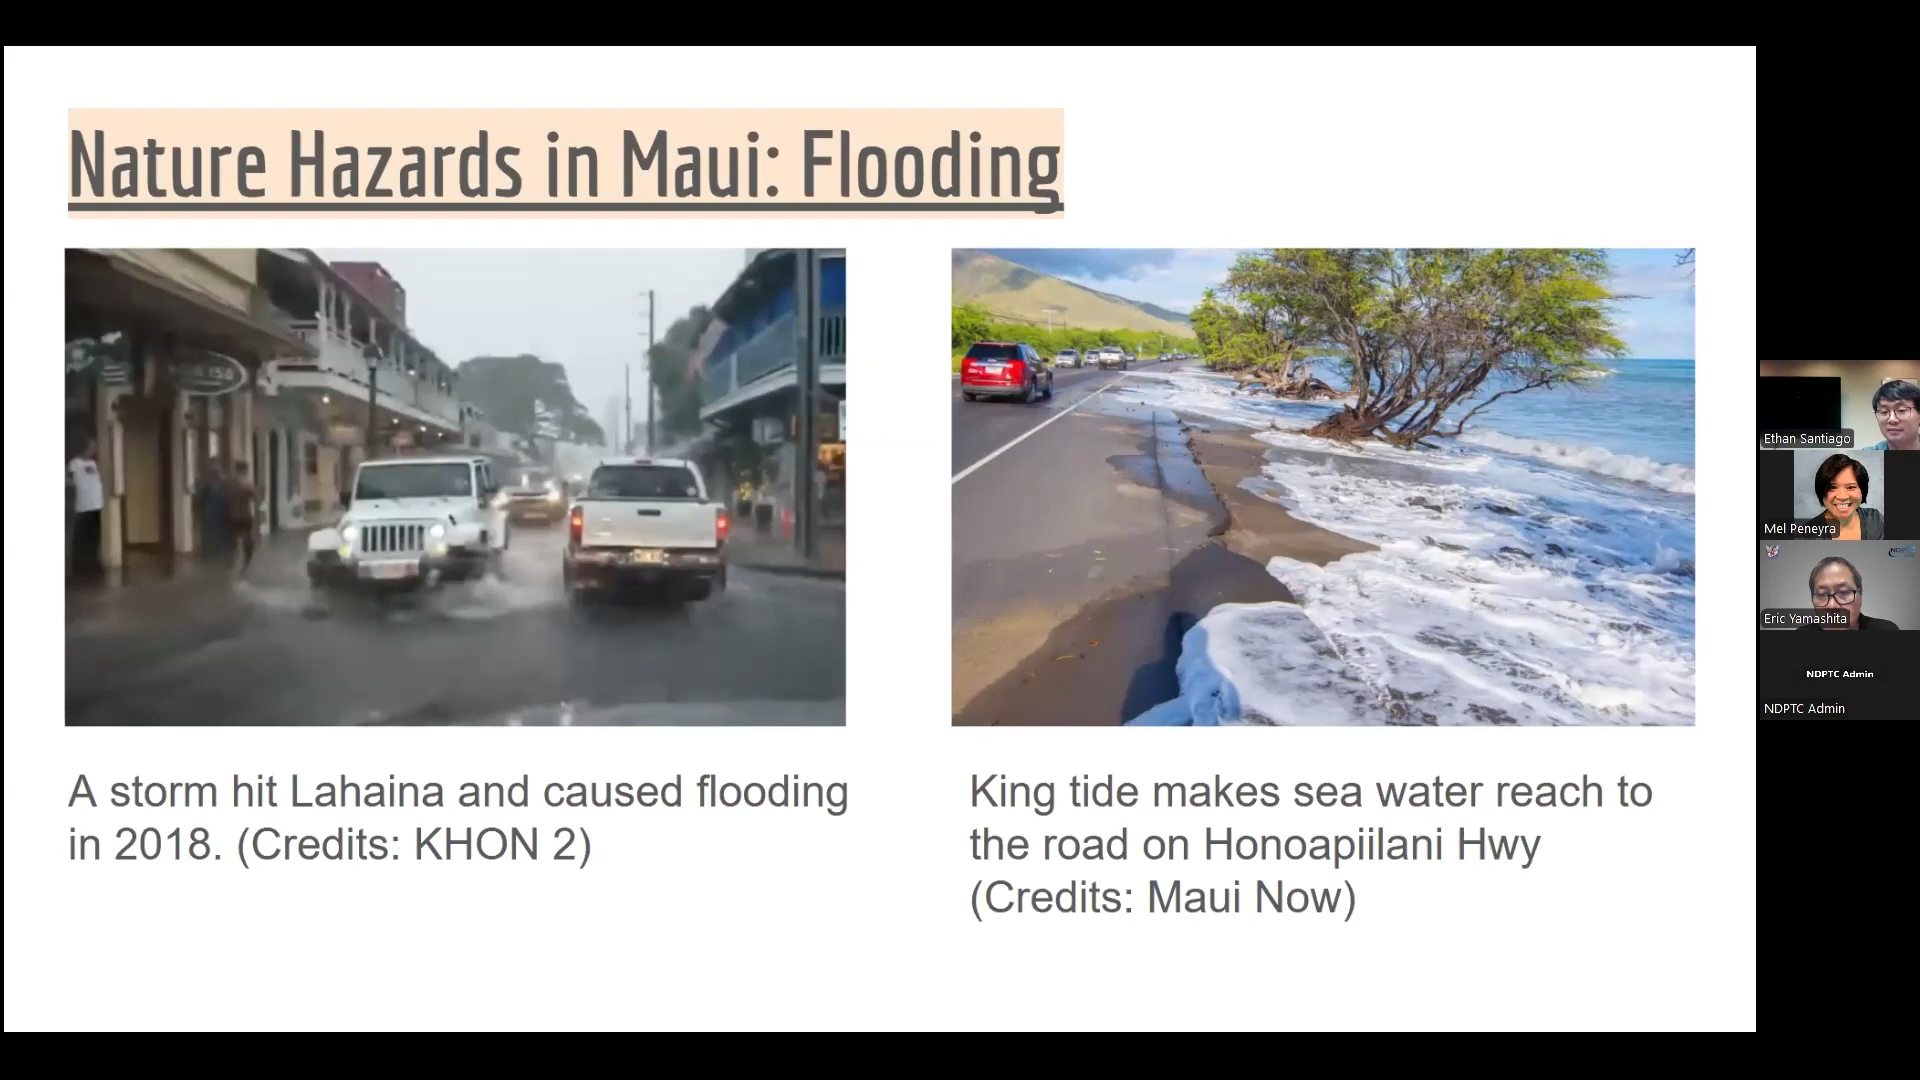 Nature Hazards in Maui: Flooding
A storm hit Lahaina and caused flooding
in 2018. (Credits: KHON 2)
King tide makes sea water reach to
the road on Honoapiilani Hwy
(Credits: Maui Now)
Ethan Santiago
Mel Peneyra
Eric Yamashita
NDPTC Admin
NDPTC Admin